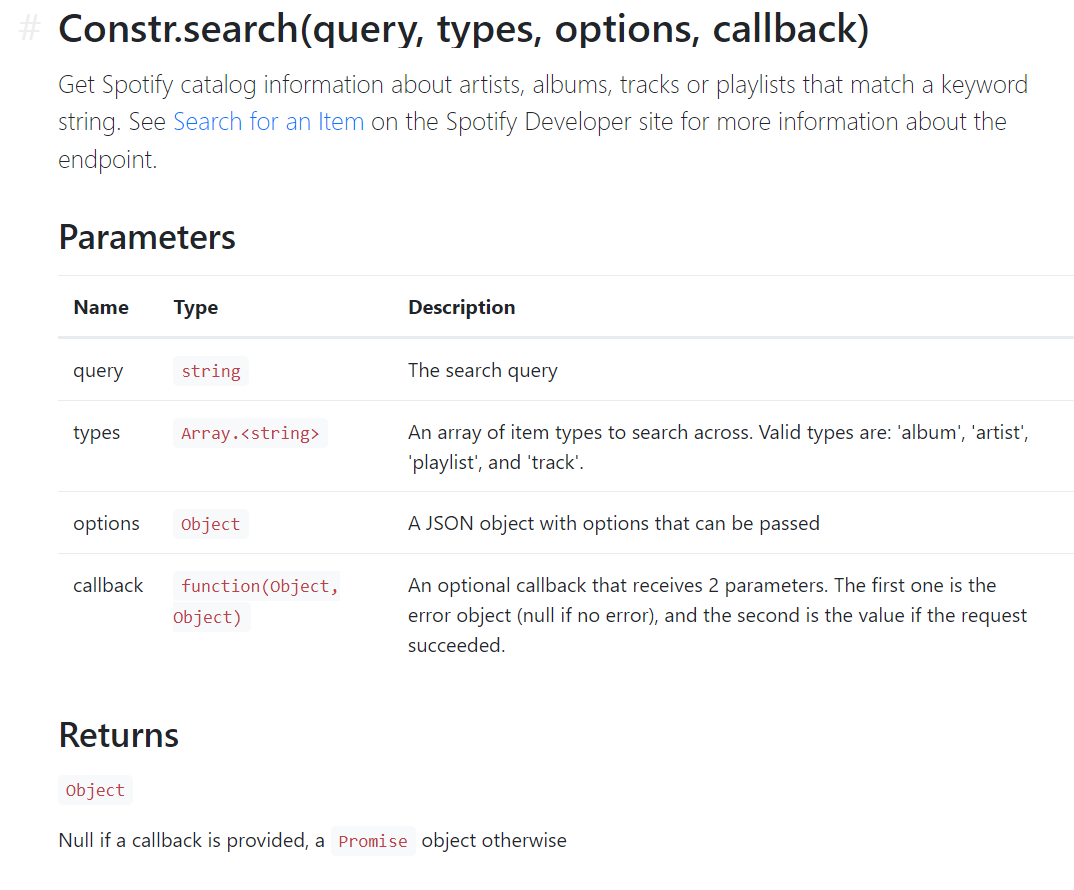 # Constr.search(query, types, options, callback)
Get Spotify catalog information about artists, albums, tracks or playlists that match a keyword
string. See Search for an Item on the Spotify Developer site for more information about the
endpoint.
Parameters
Name Type Description
query string The search query
types Array.<string> An array of item types to search across. Valid types are: 'album', 'artist',
'playlist', and 'track'.
options Object A JSON object with options that can be passed
callback function(Object, An optional callback that receives 2 parameters. The first one is the
Object) error object (null if no error), and the second is the value if the request
succeeded.
Returns
Object
Null if a callback is provided, a Promise object otherwise